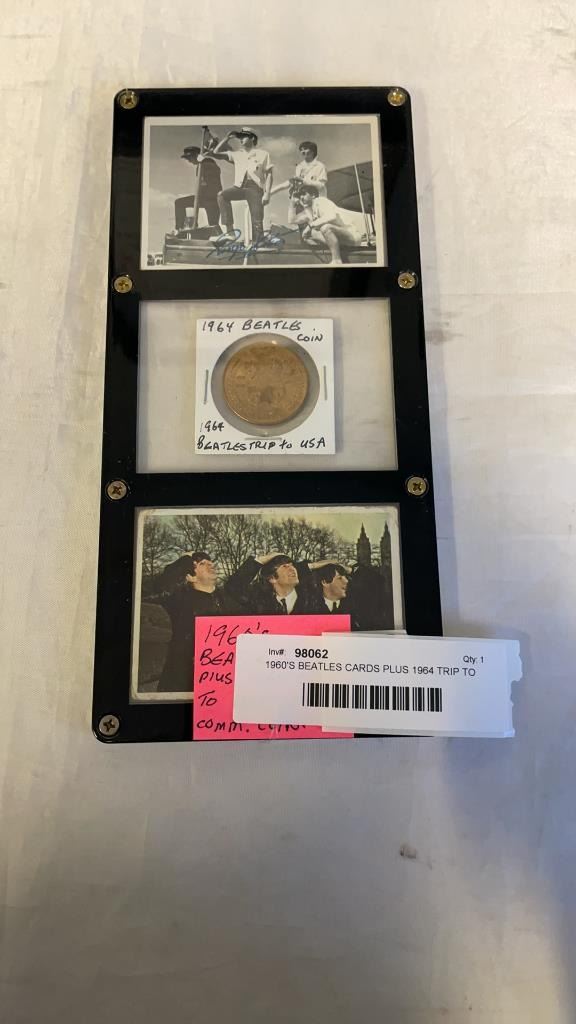 1964 BEATLES
COIN
1964
BEATLES TRIP to USA
1960's
BEA
PlUS
TO
COMM.
Inv#: 98062
Qty: 1
1960'S BEATLES CARDS PLUS 1964 TRIP TO